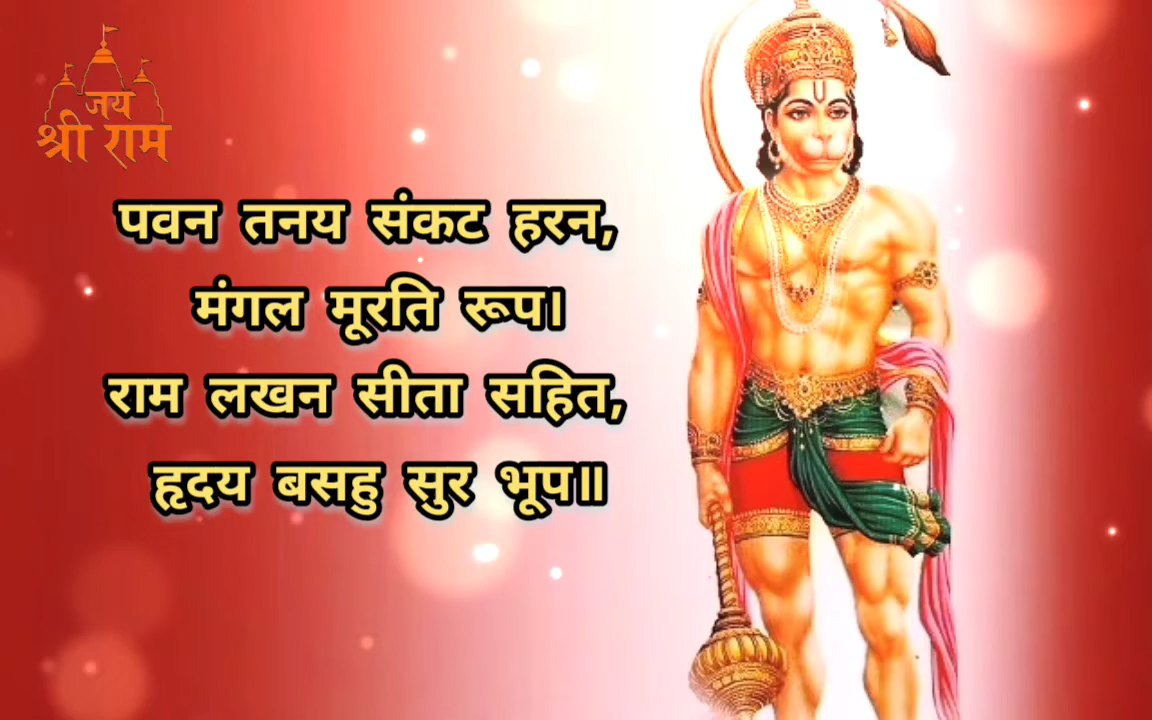 जय
श्री राम
पवन तनय संकट हरन,
मंगल मूरति रूप।
राम लखन सीता सहित,
हृदय बसहु सुर भूप॥